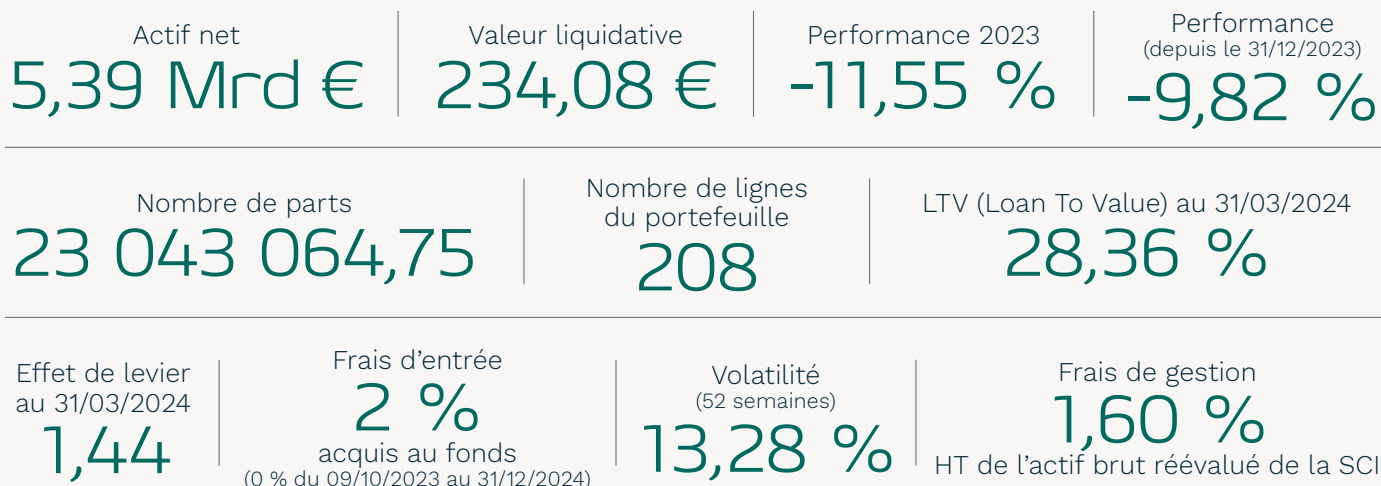 Actif net
5,39 Mrd €
Valeur liquidative
234,08 €
Performance 2023
-11,55 %
Performance
(depuis le 31/12/2023)
-9,82 %
Nombre de parts
23 043 064,75
Nombre de lignes
du portefeuille
208
LTV (Loan To Value) au 31/03/2024
28,36 %
Effet de levier
au 31/03/2024
1,44
Frais d’entrée
2 %
acquis au fonds
(0 % du 09/10/2023 au 31/12/2024)
Volatilité
(52 semaines)
13,28 %
Frais de gestion
1,60 %
HT de l’actif brut réévalué de la SCI